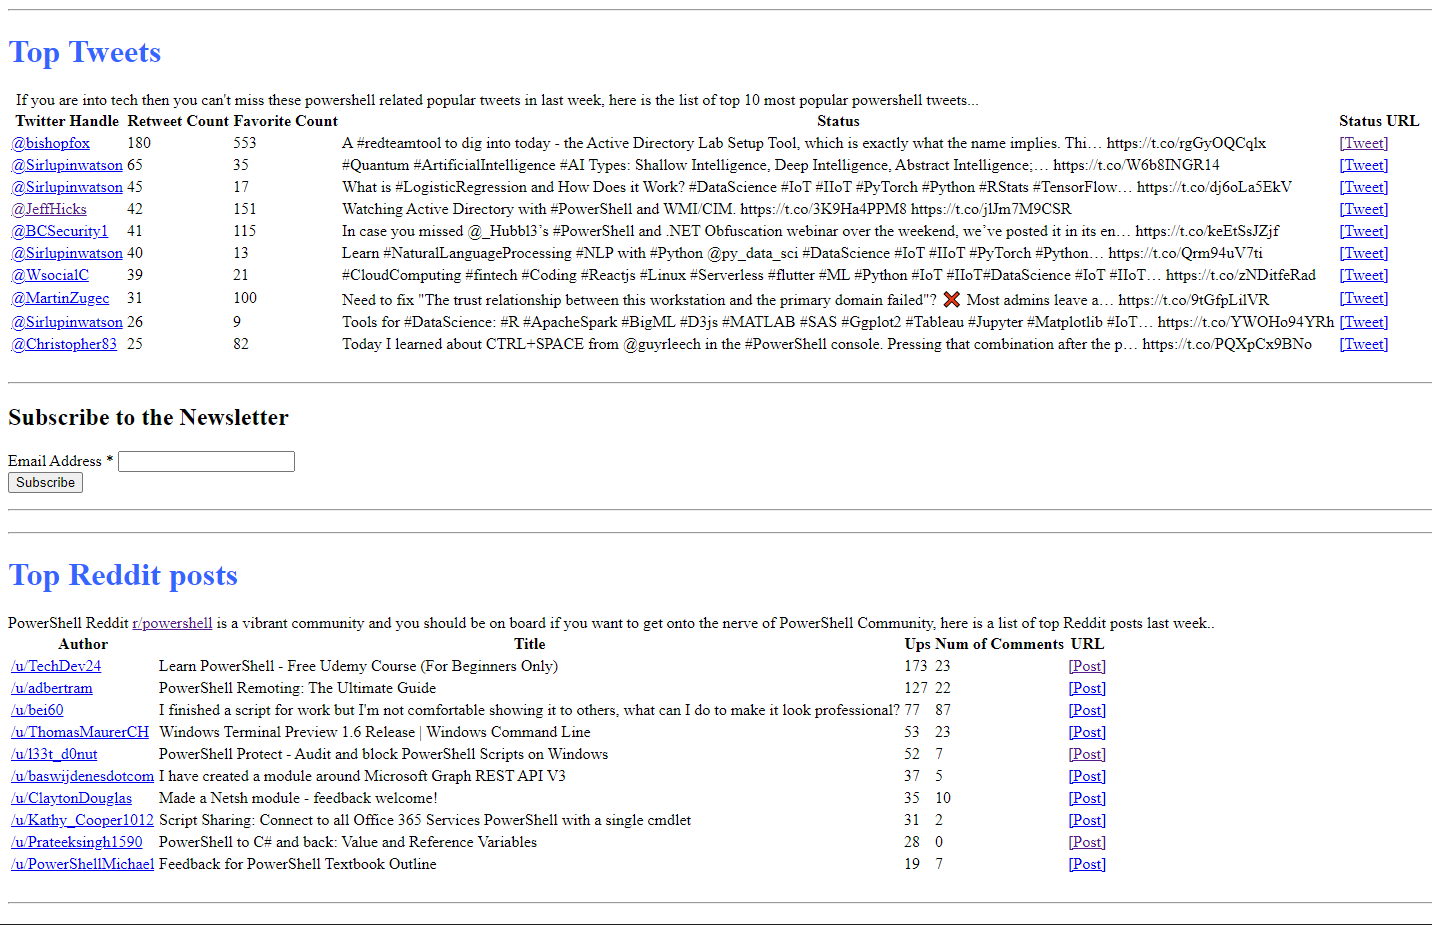 Top Tweets
If you are into tech then you can't miss these powershell related popular tweets in last week, here is the list of top 10 most popular powershell tweets...
Twitter Handle Retweet Count Favorite Count Status Status URL
@bishopfox 180 553 A #redteamtool to dig into today - the Active Directory Lab Setup Tool, which is exactly what the name implies. Thi… https://t.co/rgGyOQCqlx [Tweet]
@Sirlupinwatson 65 35 #Quantum #ArtificialIntelligence #AI Types: Shallow Intelligence, Deep Intelligence, Abstract Intelligence;… https://t.co/W6b8INGR14 [Tweet]
@Sirlupinwatson 45 17 What is #LogisticRegression and How Does it Work? #DataScience #IoT #IIoT #PyTorch #Python #RStats #TensorFlow… https://t.co/dj6oLa5EkV [Tweet]
@JeffHicks 42 151 Watching Active Directory with #PowerShell and WMI/CIM. https://t.co/3K9Ha4PPM8 https://t.co/jlJm7M9CSR [Tweet]
@BCSecurity1 41 115 In case you missed @_Hubbl3’s #PowerShell and .NET Obfuscation webinar over the weekend, we’ve posted it in its en… https://t.co/keEtSsJZjf [Tweet]
@Sirlupinwatson 40 13 Learn #NaturalLanguageProcessing #NLP with #Python @py_data_sci #DataScience #IoT #IIoT #PyTorch #Python… https://t.co/Qrm94uV7ti [Tweet]
@WsocialC 39 21 #CloudComputing #fintech #Coding #Reactjs #Linux #Serverless #flutter #ML #Python #IoT #IIoT#DataScience #IoT #IIoT… https://t.co/zNDitfeRad [Tweet]
@MartinZugec 31 100 Need to fix "The trust relationship between this workstation and the primary domain failed"? ❌ Most admins leave a… https://t.co/9tGfpLilVR [Tweet]
@Sirlupinwatson 26 9 Tools for #DataScience: #R #ApacheSpark #BigML #D3js #MATLAB #SAS #Ggplot2 #Tableau #Jupyter #Matplotlib #IoT… https://t.co/YWOHo94YRh [Tweet]
@Christopher83 25 82 Today I learned about CTRL+SPACE from @guyrleech in the #PowerShell console. Pressing that combination after the p… https://t.co/PQXpCx9BNo [Tweet]
Subscribe to the Newsletter
Email Address *
Subscribe
Top Reddit posts
PowerShell Reddit r/powershell is a vibrant community and you should be on board if you want to get onto the nerve of PowerShell Community, here is a list of top Reddit posts last week..
Author Title Ups Num of Comments URL
/u/TechDev24 Learn PowerShell - Free Udemy Course (For Beginners Only) 173 23 [Post]
/u/adbertram PowerShell Remoting: The Ultimate Guide 127 22 [Post]
/u/bei60 I finished a script for work but I'm not comfortable showing it to others, what can I do to make it look professional? 77 87 [Post]
/u/ThomasMaurerCH Windows Terminal Preview 1.6 Release | Windows Command Line 53 23 [Post]
/u/l33t_d0nut PowerShell Protect - Audit and block PowerShell Scripts on Windows 52 7 [Post]
/u/baswijdenesdotcom I have created a module around Microsoft Graph REST API V3 37 5 [Post]
/u/ClaytonDouglas Made a Netsh module - feedback welcome! 35 10 [Post]
/u/Kathy_Cooper1012 Script Sharing: Connect to all Office 365 Services PowerShell with a single cmdlet 31 2 [Post]
/u/Prateeksingh1590 PowerShell to C# and back: Value and Reference Variables 28 0 [Post]
/u/PowerShellMichael Feedback for PowerShell Textbook Outline 19 7 [Post]